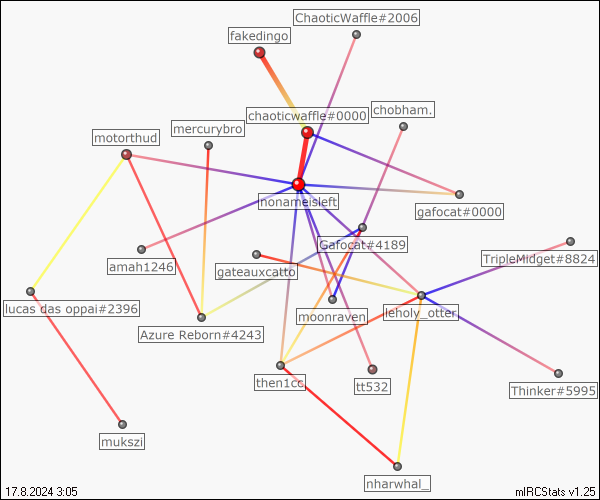 ChaoticWaffle#2006
fakedingo
chaoticwaffle#0000
chobham.
mercurybro
motorthud
nonameisleft
gafocat#0000
Gafocat#4189
TripleMidget#8824
amah1246
gateauxcatto
lucas das oppai#2396
moonraven
leholy_otter
Azure Reborn#4243
then1cc
tt532
Thinker#5995
mukszi
nharwhal_
17.8.2024 3:05
mIRCStats v1.25